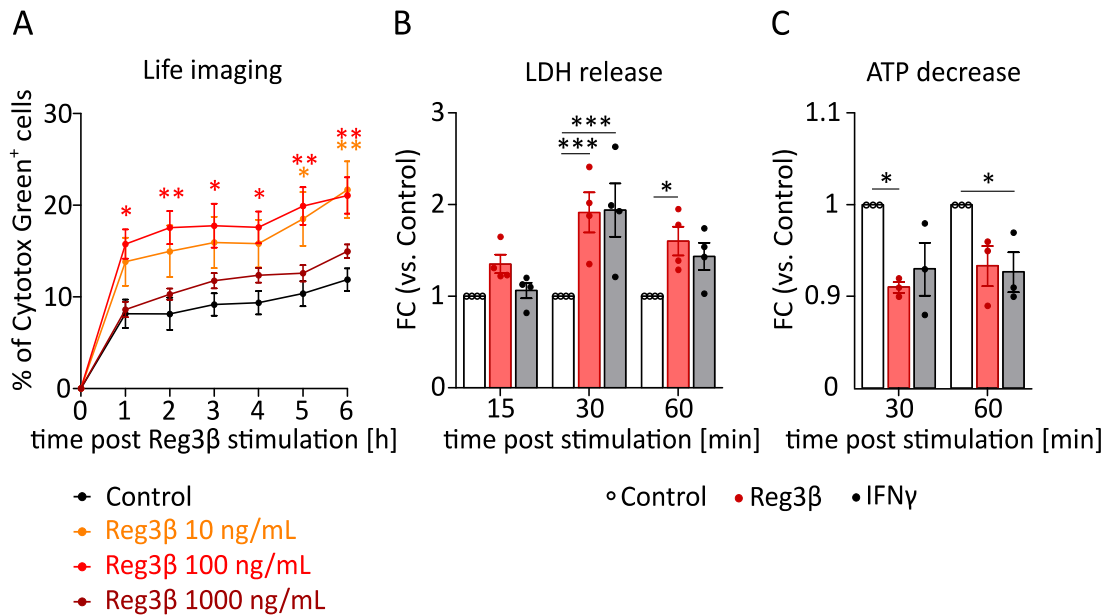 A
Life imaging
% of Cytotox Green⁺ cells
30
20
10
0
*
**
*
*
**
*
**
**
0 1 2 3 4 5 6
time post Reg3β stimulation [h]
Control
Reg3β 10 ng/mL
Reg3β 100 ng/mL
Reg3β 1000 ng/mL
B
LDH release
FC (vs. Control)
3
2
1
0
***
***
*
15 30 60
time post stimulation [min]
C
ATP decrease
FC (vs. Control)
1.1
1
0.9
0
*
*
30 60
time post stimulation [min]
Control Reg3β IFNγ